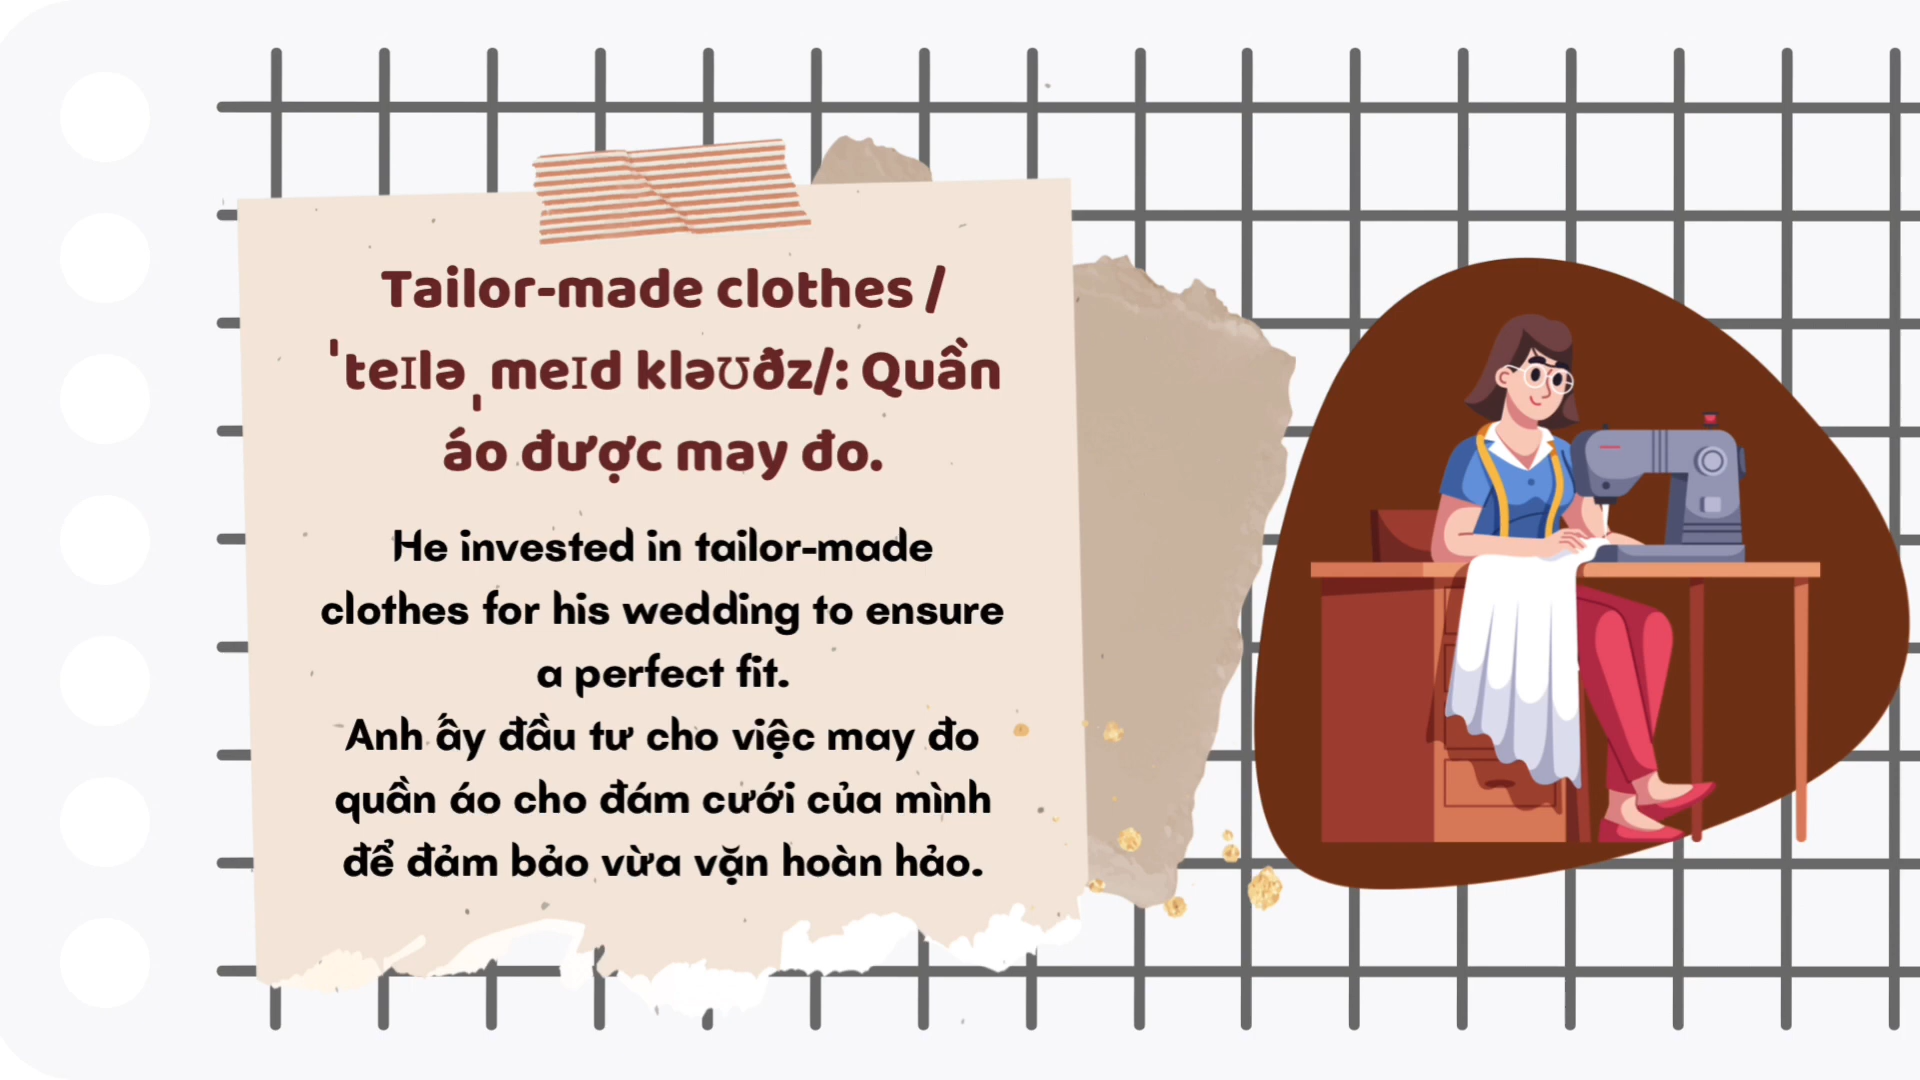 Tailor-made clothes /
ˈteɪləˌmeɪd kləʊðz/: Quần
áo được may đo.
He invested in tailor-made
clothes for his wedding to ensure
a perfect fit.
Anh ấy đầu tư cho việc may đo
quần áo cho đám cưới của mình
để đảm bảo vừa vặn hoàn hảo.